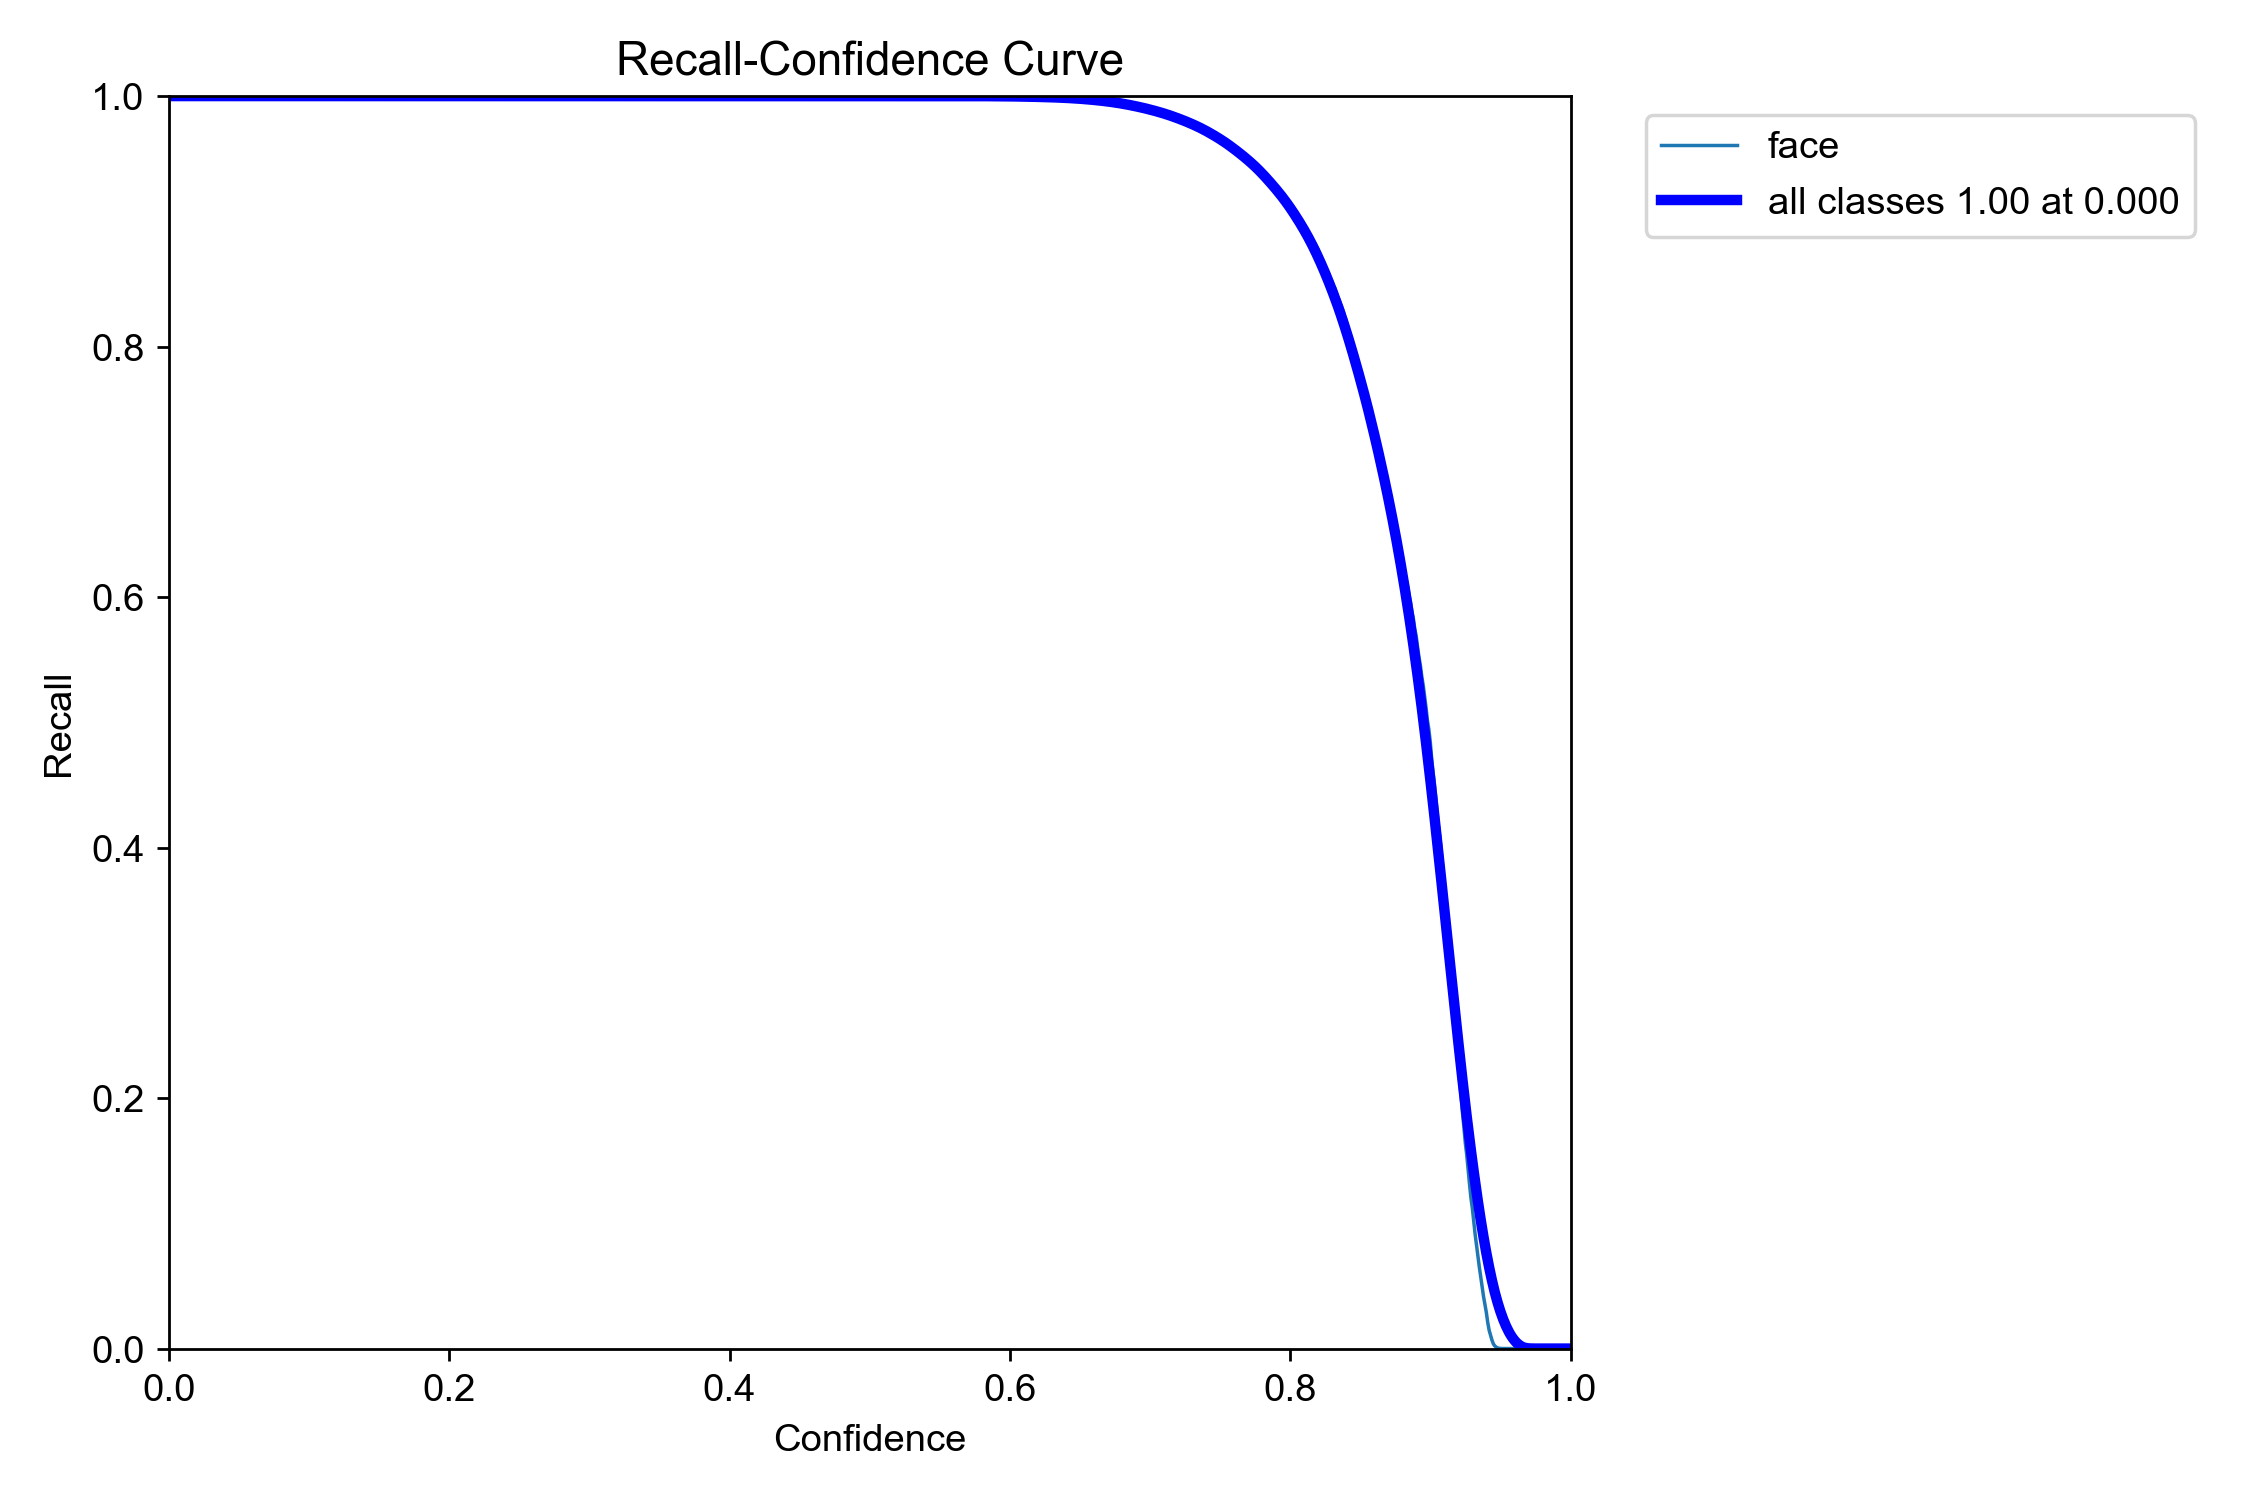 Recall-Confidence Curve
1.0
0.8
0.6
0.4
0.2
0.0
Recall
0.0 0.2 0.4 0.6 0.8 1.0
Confidence
face
all classes 1.00 at 0.000